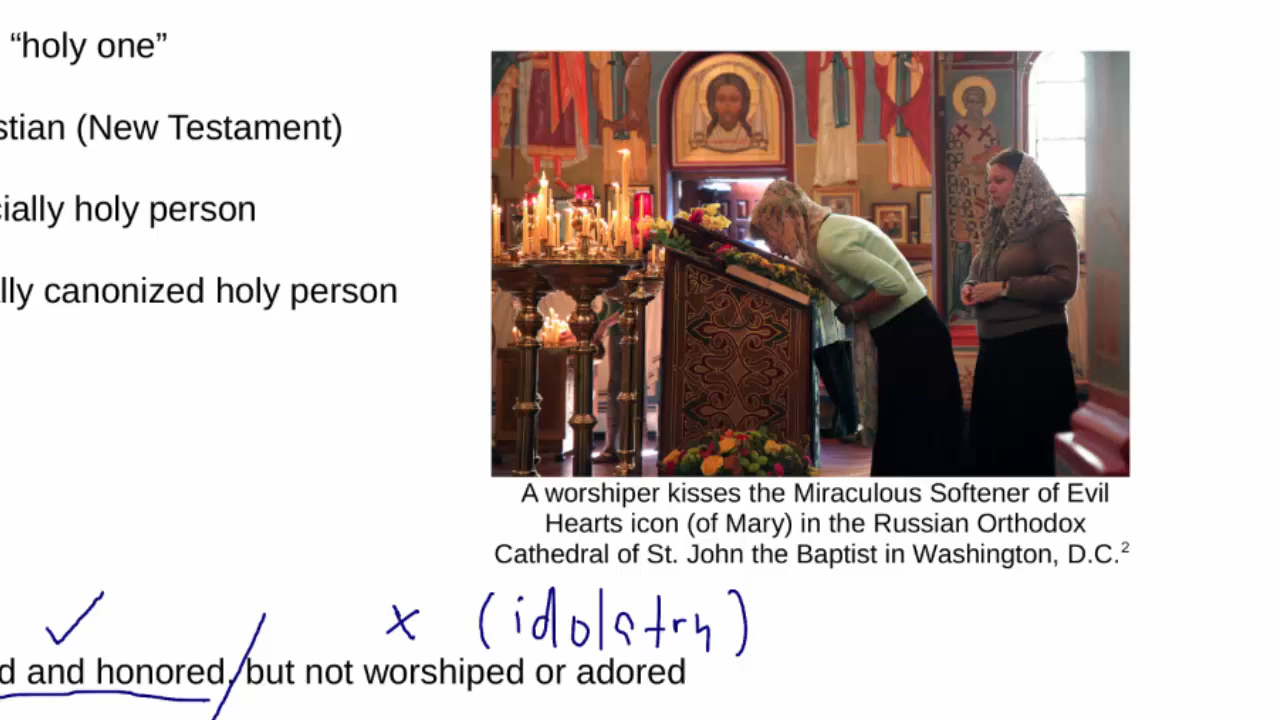 “holy one”
stian (New Testament)
cially holy person
lly canonized holy person
A worshiper kisses the Miraculous Softener of Evil
Hearts icon (of Mary) in the Russian Orthodox
Cathedral of St. John the Baptist in Washington, D.C.2
✓ x (idolatry)
d and honored, but not worshiped or adored